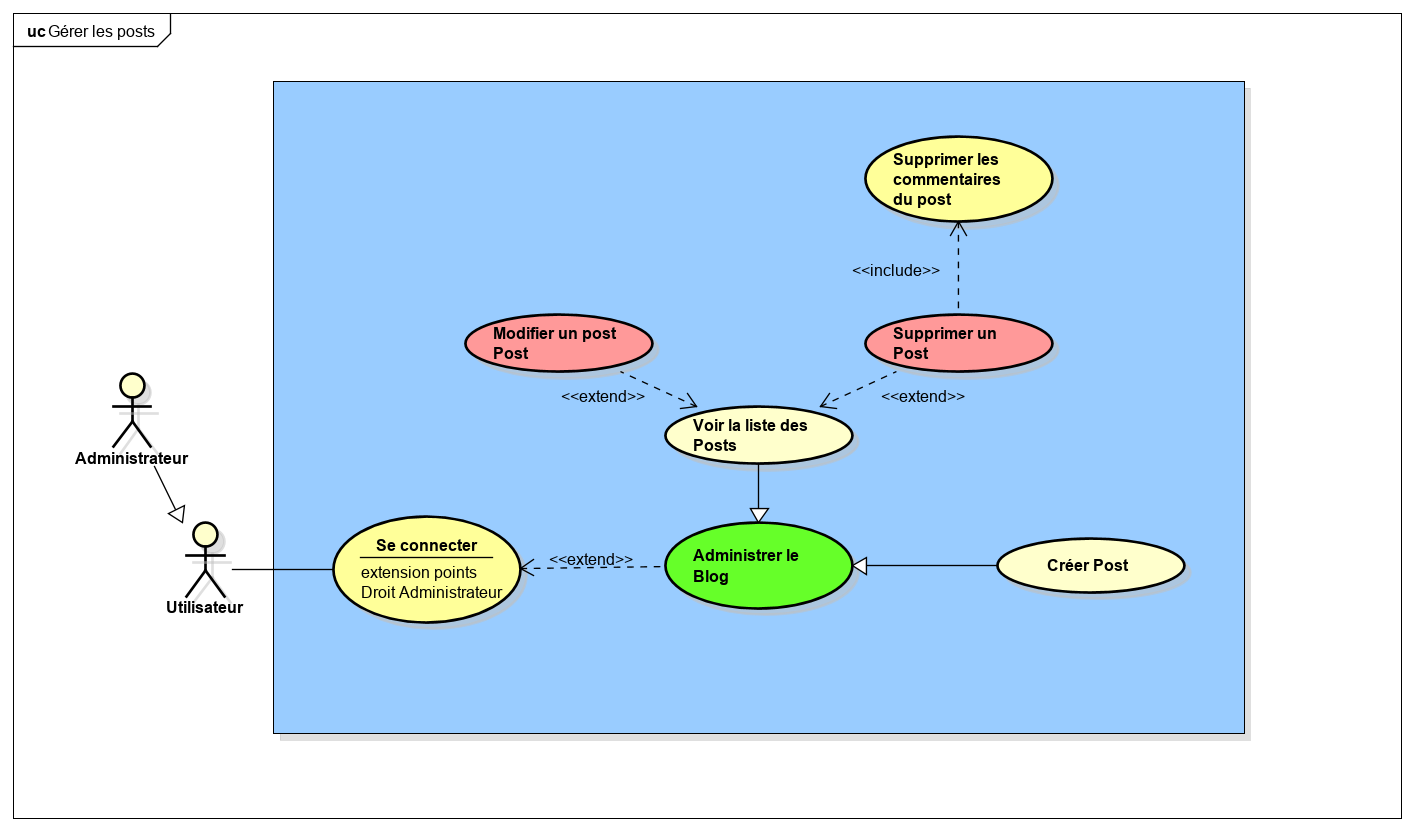 uc Gérer les posts
Supprimer les
commentaires
du post
<<include>>
Modifier un post
Post
Supprimer un
Post
<<extend>>
<<extend>>
Voir la liste des
Posts
Administrateur
Se connecter
extension points
Droit Administrateur
<<extend>>
Administrer le
Blog
Créer Post
Utilisateur